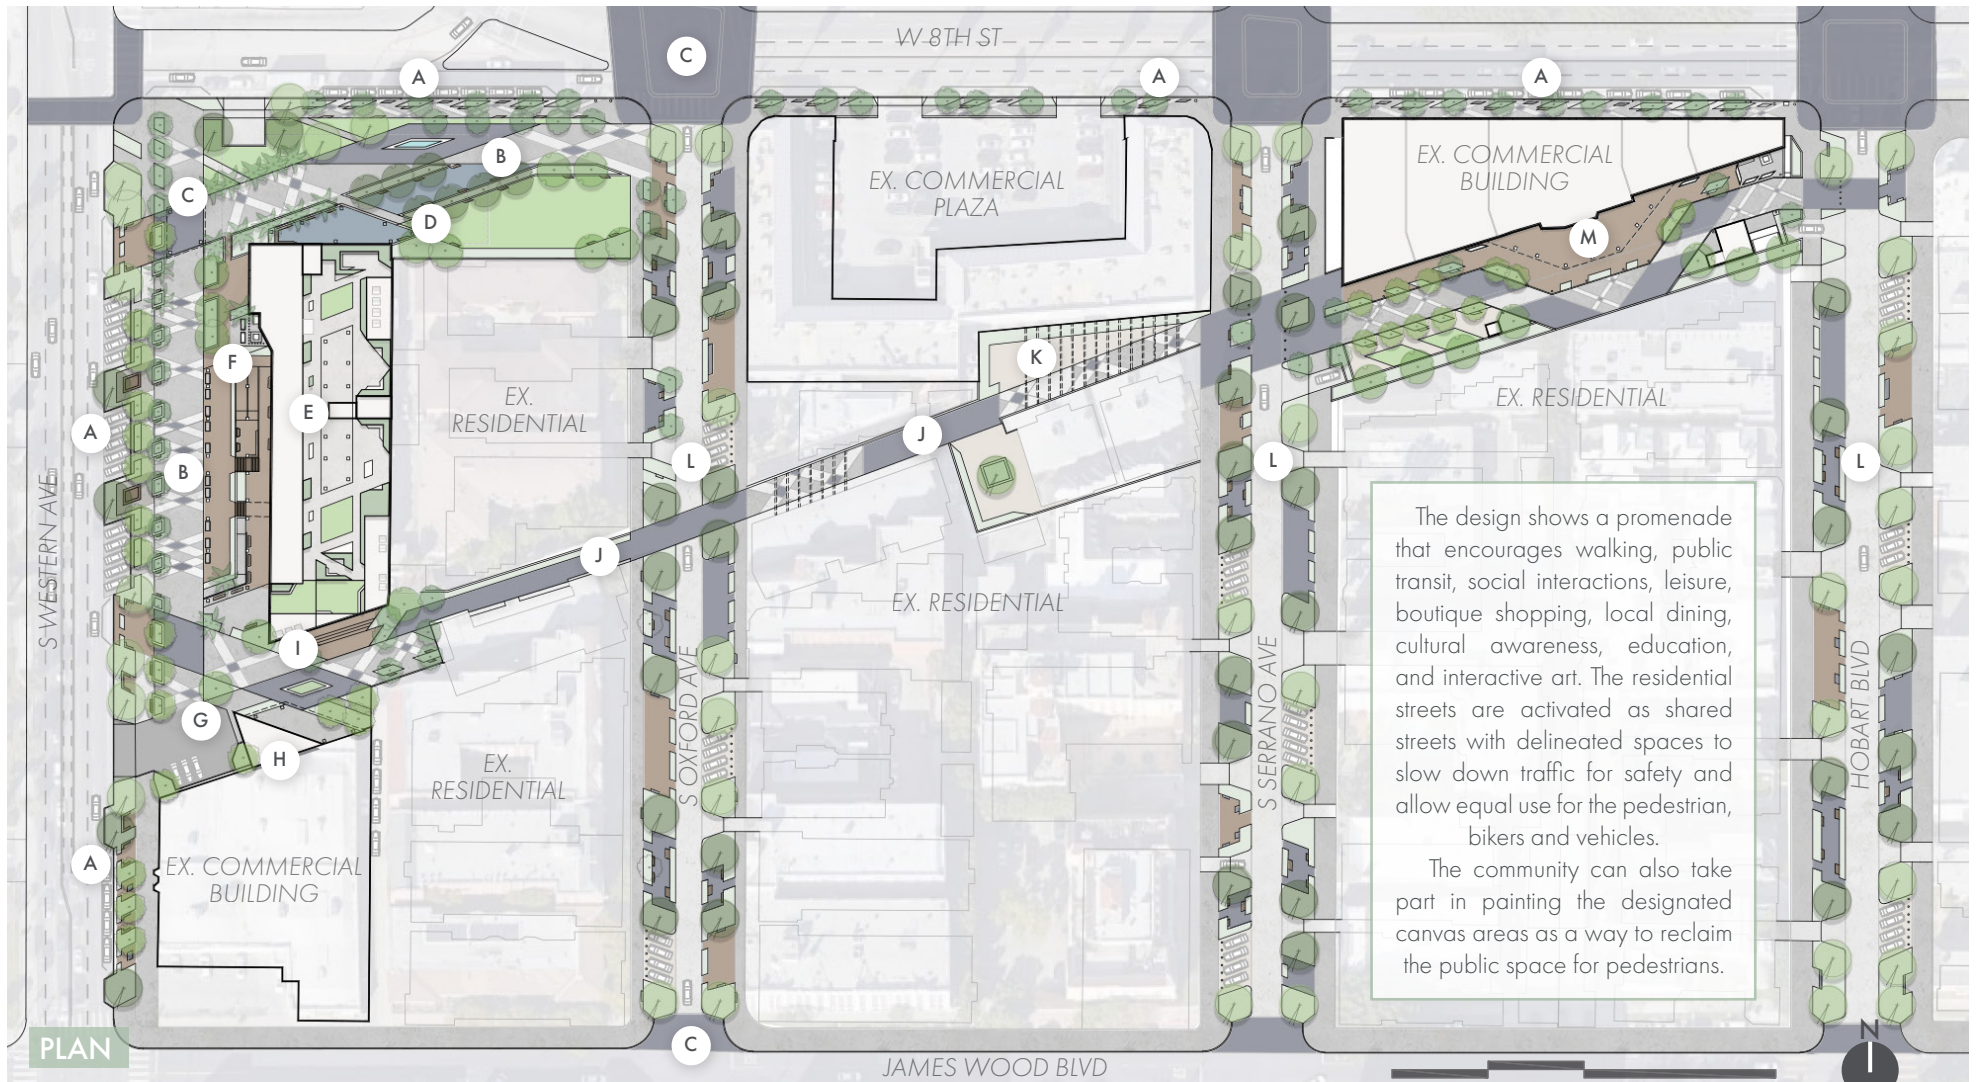 W 8TH ST
A
C
A
A
B
C
D
EX. COMMERCIAL
PLAZA
EX. COMMERCIAL
BUILDING
M
F
E
K
EX.
RESIDENTIAL
EX. RESIDENTIAL
A
B
L
J
L
L
S WESTERN AVE
J
EX. RESIDENTIAL
I
G
H
EX.
RESIDENTIAL
S OXFORD AVE
S SERRANO AVE
HOBART BLVD
A
EX. COMMERCIAL
BUILDING
The design shows a promenade
that encourages walking, public
transit, social interactions, leisure,
boutique shopping, local dining,
cultural awareness, education,
and interactive art. The residential
streets are activated as shared
streets with delineated spaces to
slow down traffic for safety and
allow equal use for the pedestrian,
bikers and vehicles.
The community can also take
part in painting the designated
canvas areas as a way to reclaim
the public space for pedestrians.
PLAN
C
JAMES WOOD BLVD
N